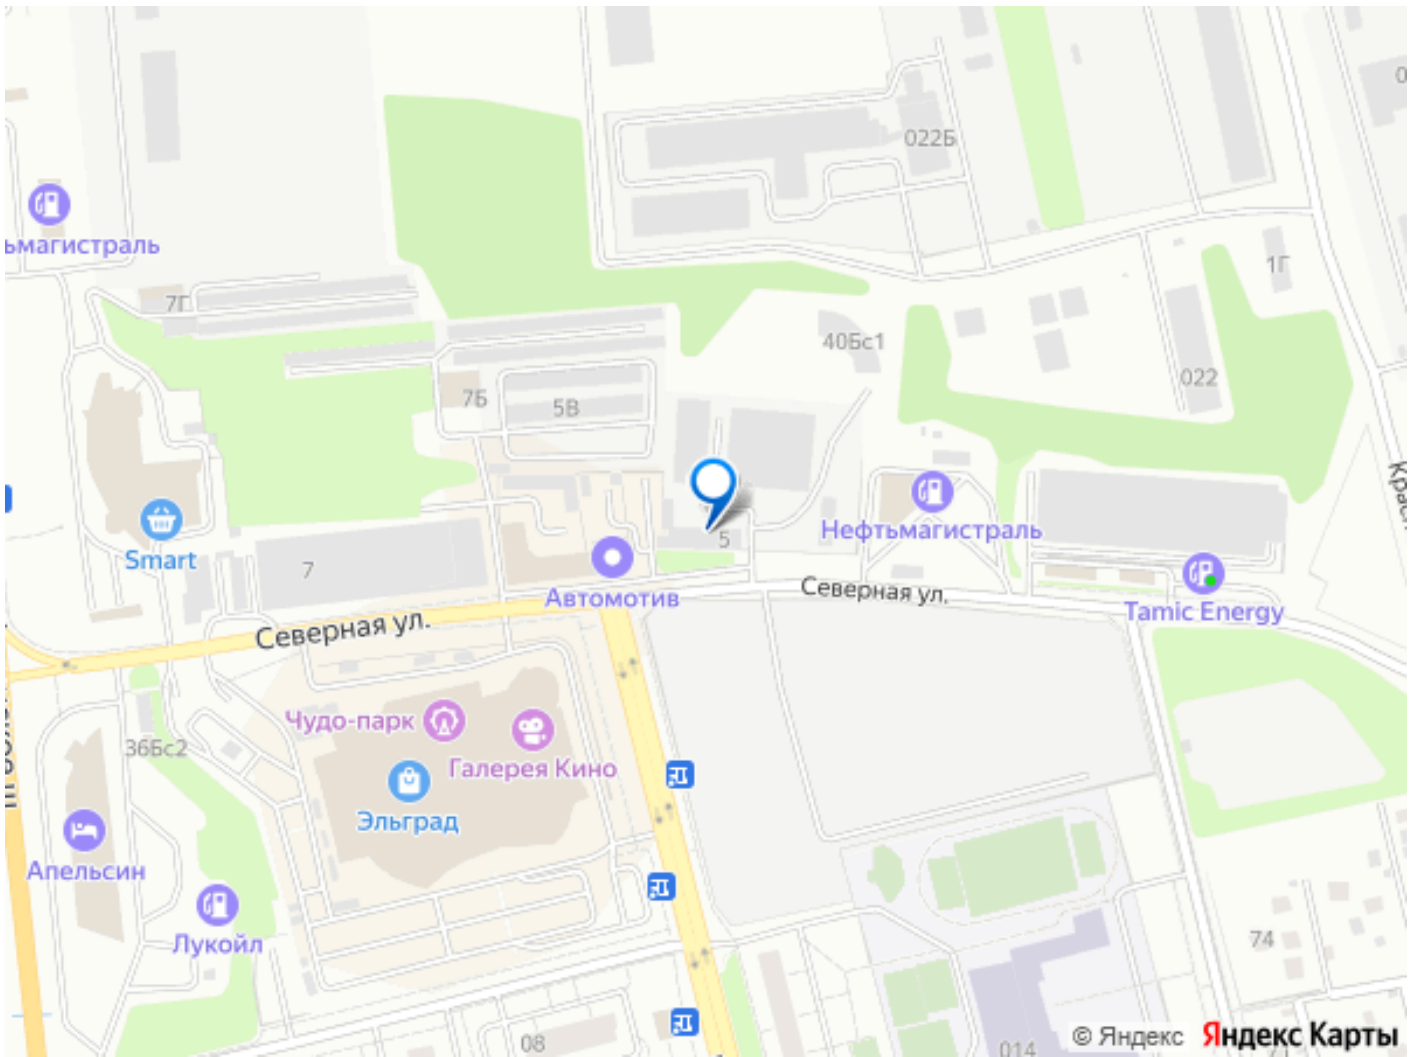 022Б
ьмагистраль
1Г
7Г
40Бс1
022
7Б
5В
Нефтьмагистраль
5
Smart
7
Автомотив
Северная ул.
Tamic Energy
Северная ул.
Чудо-парк
36Бс2
Галерея Кино
Эльград
Апельсин
Лукойл
74
08
014
© Яндекс Яндекс Карты